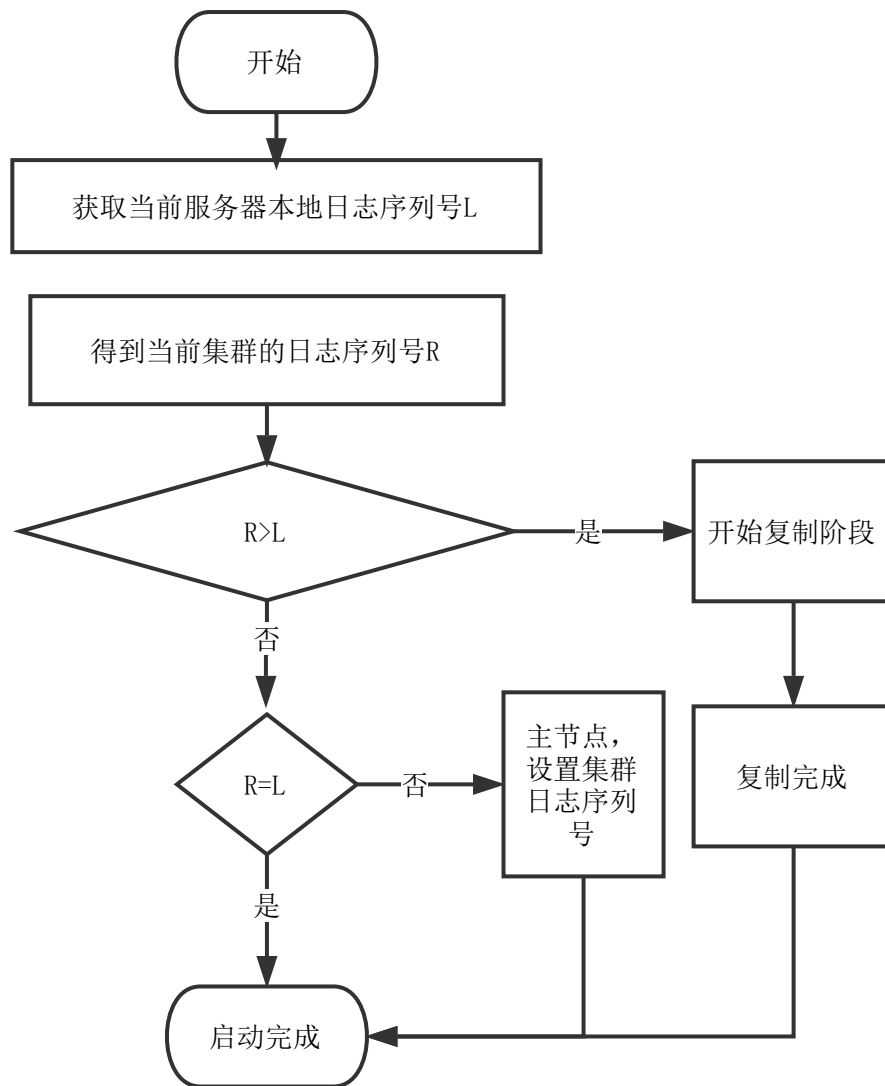 开始
获取当前服务器本地日志序列号L
得到当前集群的日志序列号R
R>L
是
开始复制阶段
否
主节点，
设置集群
日志序列
号
R=L
否
复制完成
是
启动完成